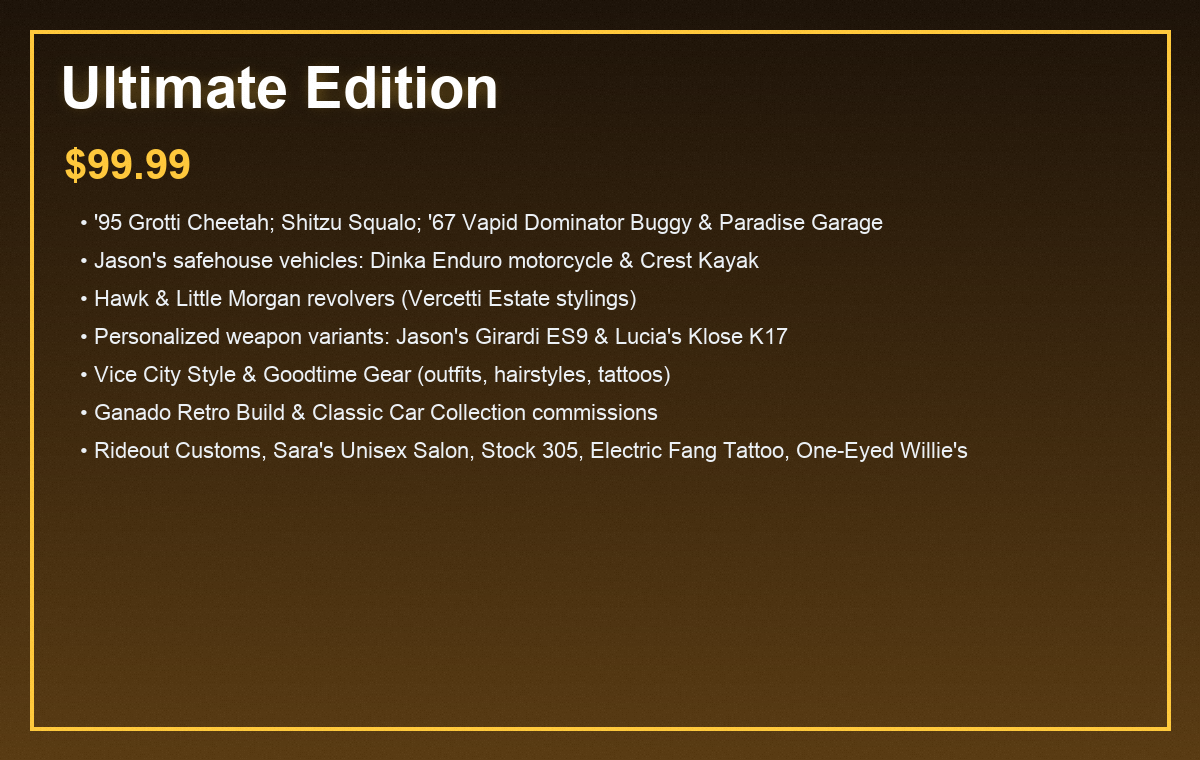 Ultimate Edition
$99.99
• '95 Grotti Cheetah; Shitzu Squalo; '67 Vapid Dominator Buggy & Paradise Garage
• Jason's safehouse vehicles: Dinka Enduro motorcycle & Crest Kayak
• Hawk & Little Morgan revolvers (Vercetti Estate stylings)
• Personalized weapon variants: Jason's Girardi ES9 & Lucia's Klose K17
• Vice City Style & Goodtime Gear (outfits, hairstyles, tattoos)
• Ganado Retro Build & Classic Car Collection commissions
• Rideout Customs, Sara's Unisex Salon, Stock 305, Electric Fang Tattoo, One-Eyed Willie's